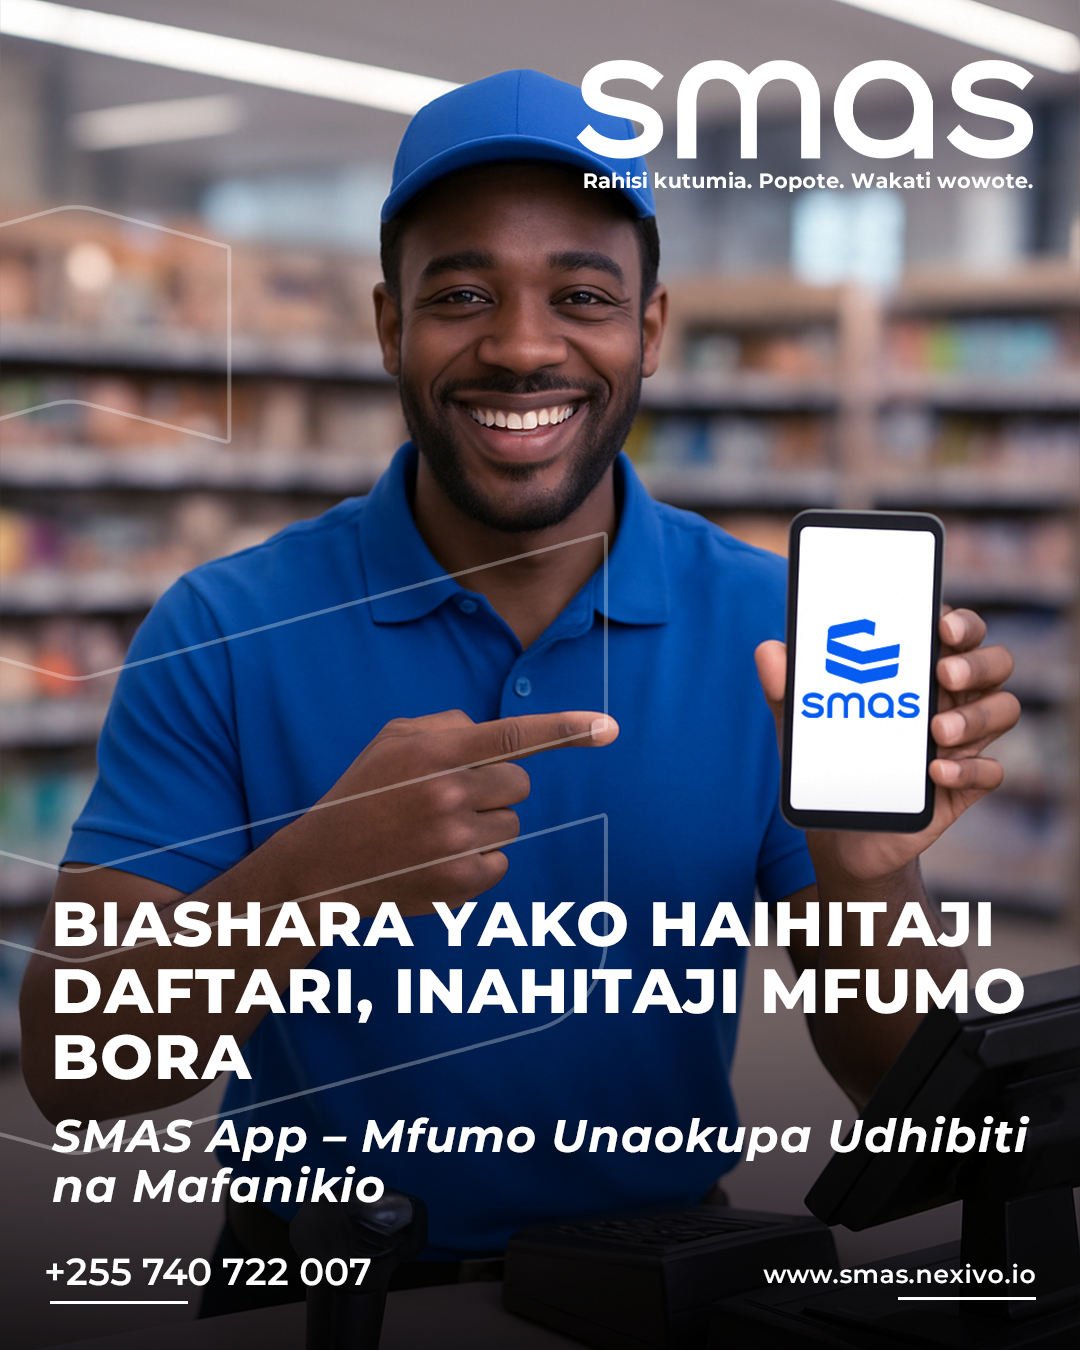 smas
Rahisi kutumia. Popote. Wakati wowote.
smas
BIASHARA YAKO HAIHITAJI
DAFTARI, INAHITAJI MFUMO
BORA
SMAS App – Mfumo Unaokupa Udhibiti
na Mafanikio
+255 740 722 007
www.smas.nexivo.io